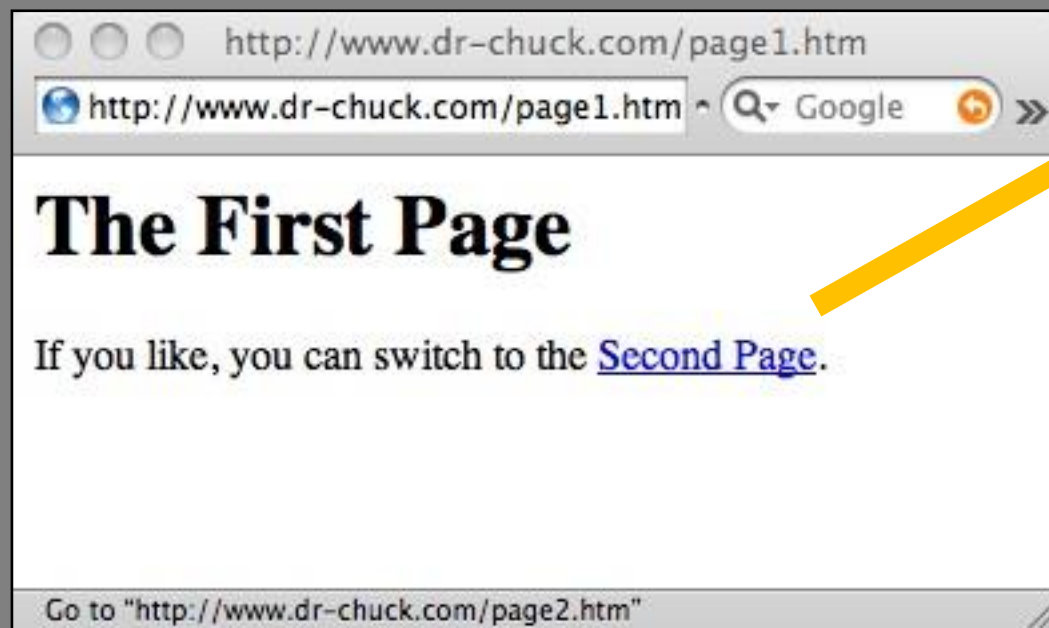 http://www.dr-chuck.com/page1.htm
http://www.dr-chuck.com/page1.htm Google
The First Page
If you like, you can switch to the Second Page.
Go to "http://www.dr-chuck.com/page2.htm"